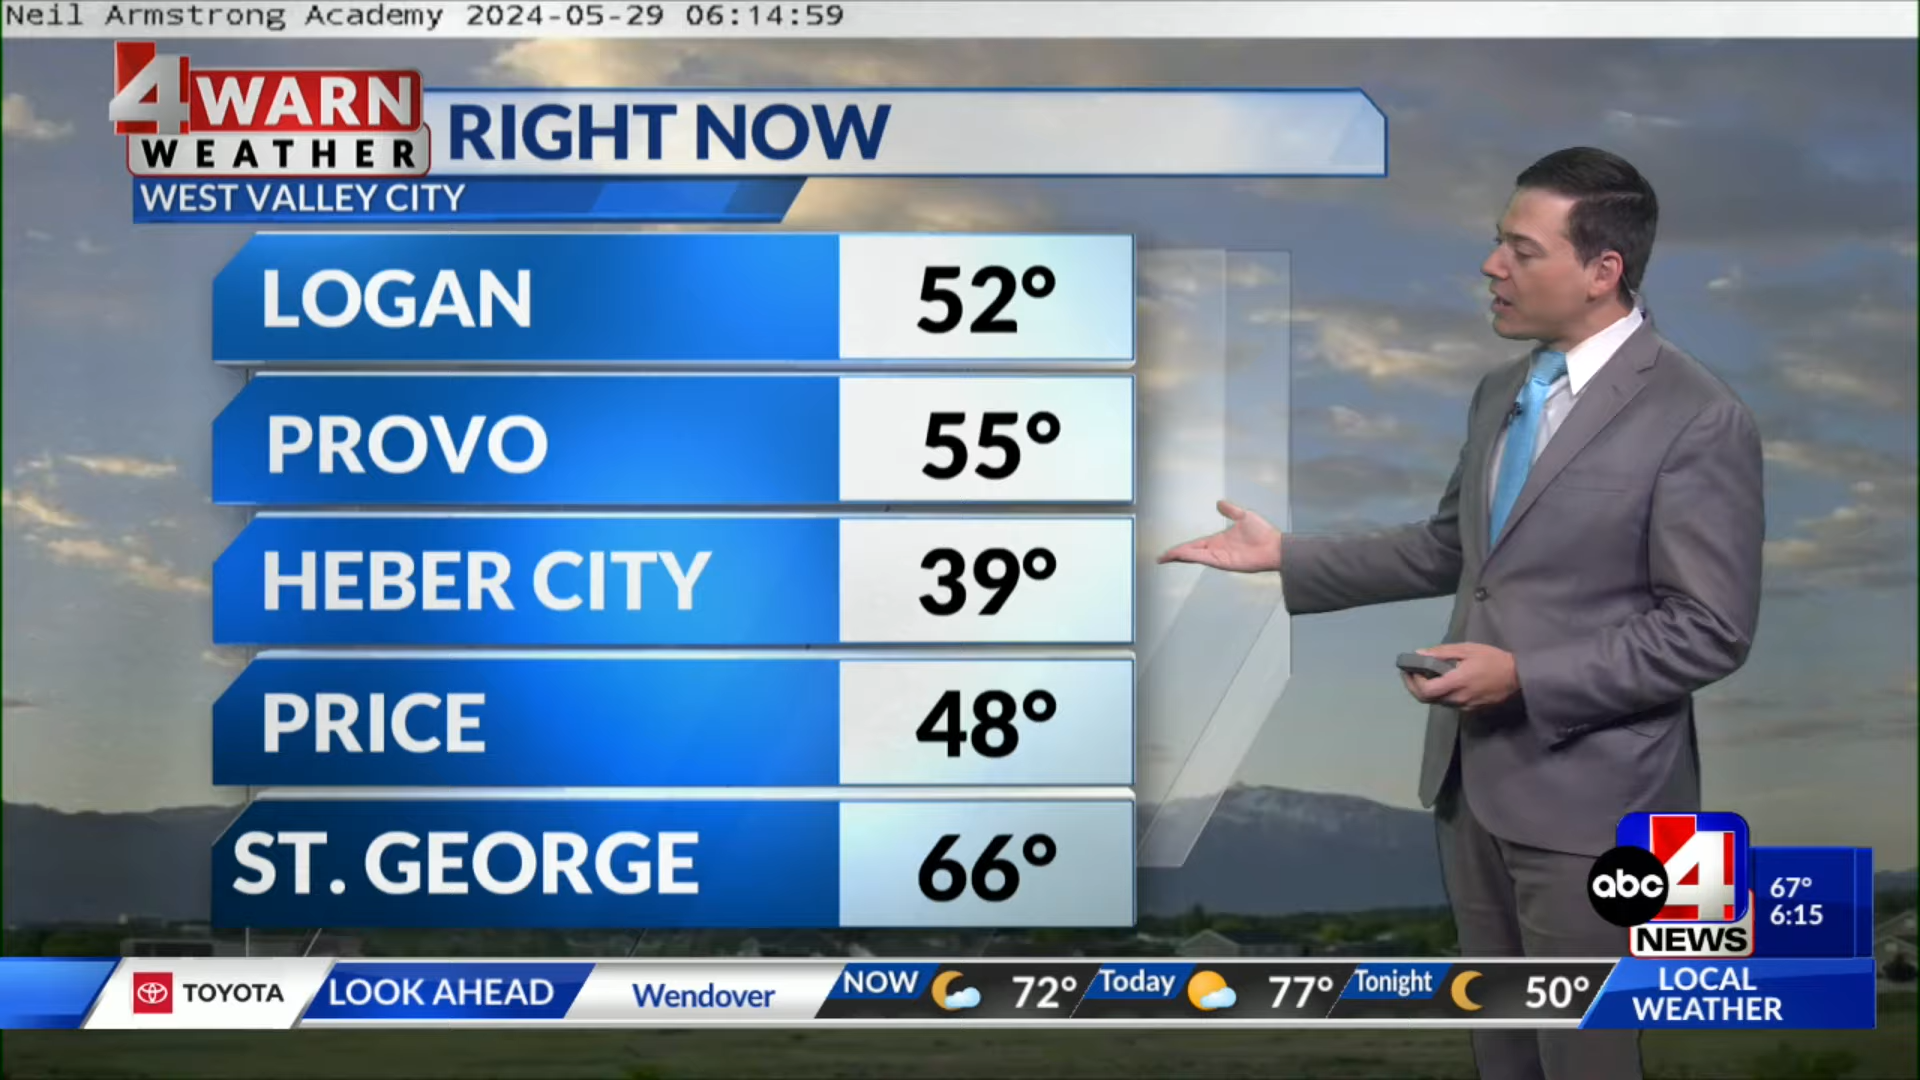 Neil Armstrong Academy 2024-05-29 06:14:59
4 WARN
WEATHER
RIGHT NOW
WEST VALLEY CITY
LOGAN 52°
PROVO 55°
HEBER CITY 39°
PRICE 48°
ST. GEORGE 66°
abc 4
NEWS
67°
6:15
TOYOTA LOOK AHEAD Wendover NOW 72° Today 77° Tonight 50°
LOCAL
WEATHER